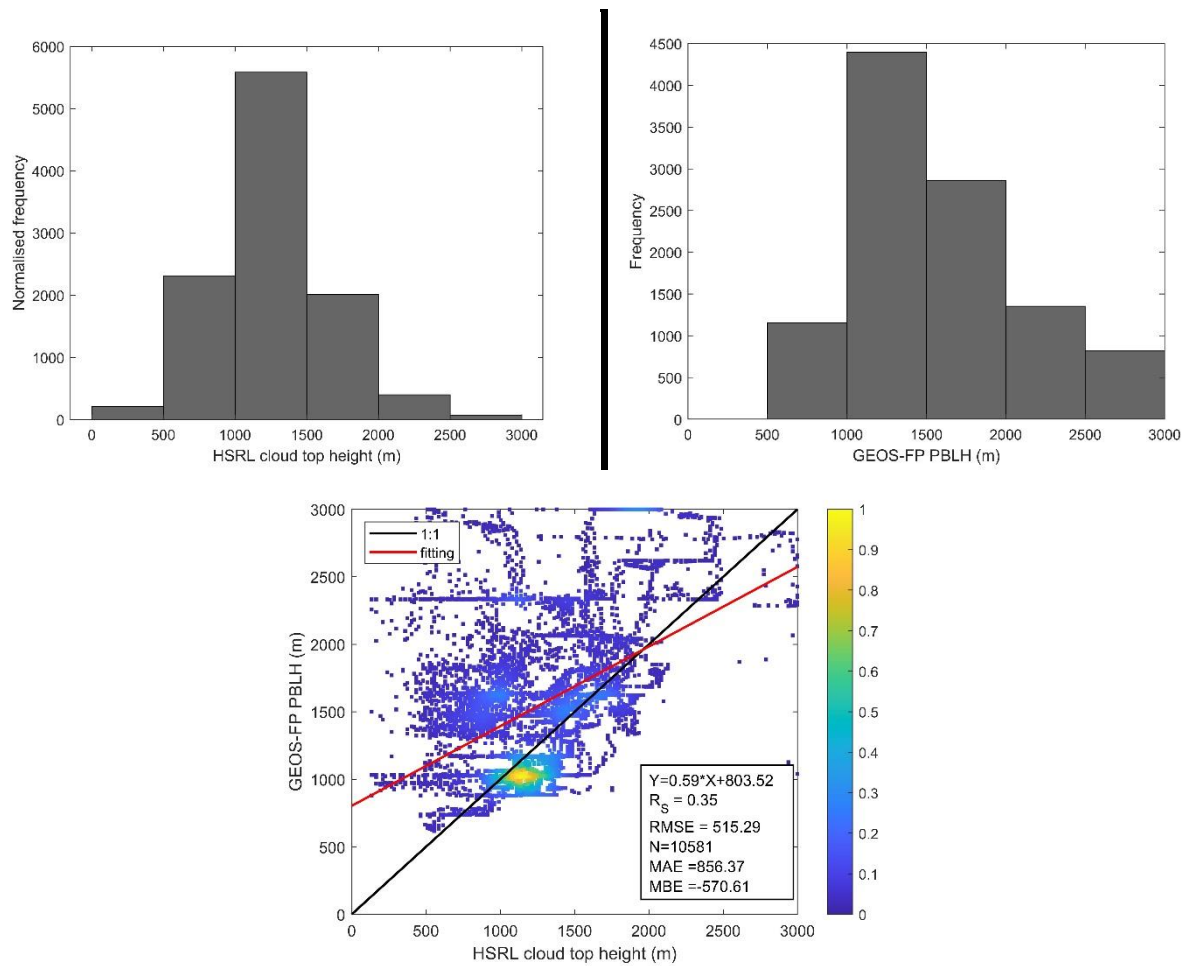 6000
5000
4000
3000
2000
1000
0
Normalised frequency
0 500 1000 1500 2000 2500 3000
HSRL cloud top height (m)
4500
4000
3500
3000
2500
2000
1500
1000
500
0
Frequency
0 500 1000 1500 2000 2500 3000
GEOS-FP PBLH (m)
3000
2500
2000
1500
1000
500
0
GEOS-FP PBLH (m)
1:1
fitting
Y=0.59*X+803.52
R_S = 0.35
RMSE = 515.29
N=10581
MAE =856.37
MBE =-570.61
0 500 1000 1500 2000 2500 3000
HSRL cloud top height (m)
1
0.9
0.8
0.7
0.6
0.5
0.4
0.3
0.2
0.1
0